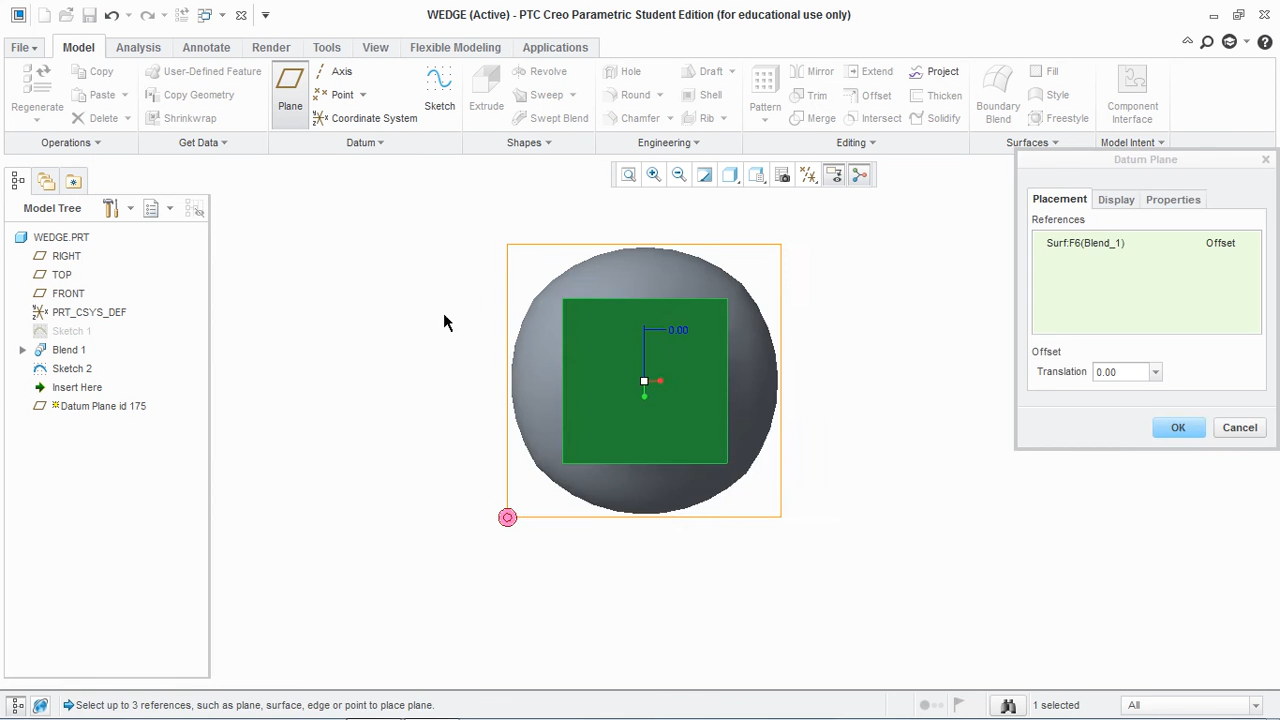 WEDGE (Active) - PTC Creo Parametric Student Edition (for educational use only)
File Model Analysis Annotate Render Tools View Flexible Modeling Applications
Regenerate
Copy
Paste
Delete
User-Defined Feature
Copy Geometry
Shrinkwrap
Plane
Axis
Point
Coordinate System
Sketch
Extrude
Revolve
Sweep
Swept Blend
Hole
Round
Chamfer
Draft
Shell
Rib
Pattern
Mirror
Trim
Merge
Extend
Offset
Intersect
Project
Thicken
Solidify
Boundary
Blend
Fill
Style
Freestyle
Component
Interface
Operations Get Data Datum Shapes Engineering Editing Surfaces Model Intent
Model Tree
WEDGE.PRT
RIGHT
TOP
FRONT
PRT_CSYS_DEF
Sketch 1
Blend 1
Sketch 2
Insert Here
Datum Plane id 175
0.00
Datum Plane
Placement Display Properties
References
Surf:F6(Blend_1) Offset
Offset
Translation 0.00
OK Cancel
Select up to 3 references, such as plane, surface, edge or point to place plane.
1 selected
All